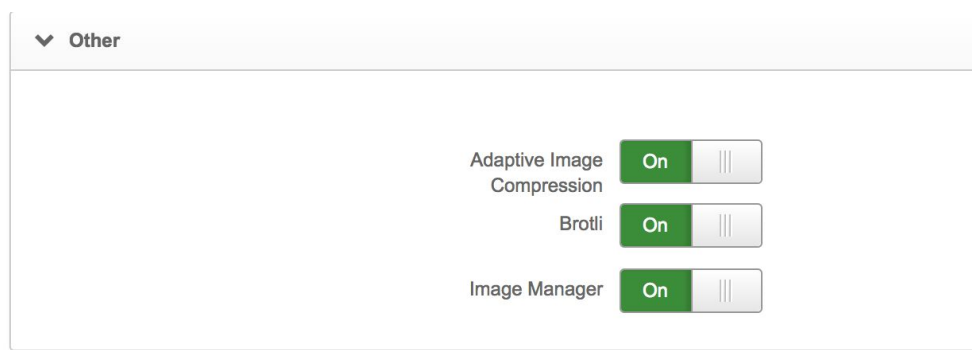 Other
Adaptive Image
Compression
On
Brotli
On
Image Manager
On